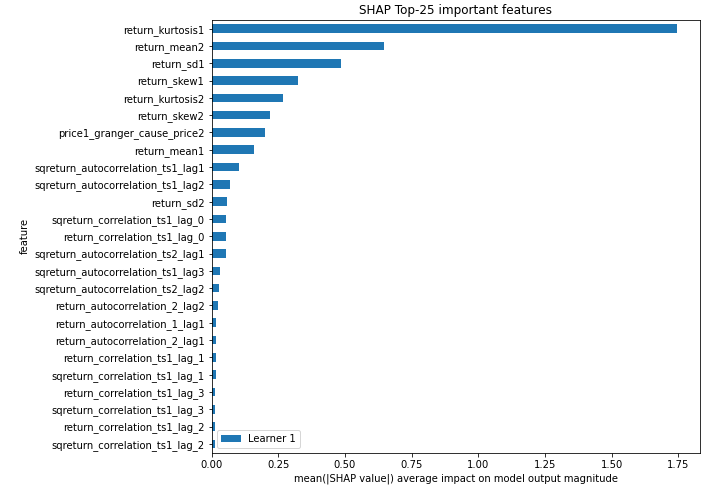 SHAP Top-25 important features
return_kurtosis1
return_mean2
return_sd1
return_skew1
return_kurtosis2
return_skew2
price1_granger_cause_price2
return_mean1
sqreturn_autocorrelation_ts1_lag1
sqreturn_autocorrelation_ts1_lag2
return_sd2
sqreturn_correlation_ts1_lag_0
return_correlation_ts1_lag_0
sqreturn_autocorrelation_ts2_lag1
sqreturn_autocorrelation_ts1_lag3
sqreturn_autocorrelation_ts2_lag2
return_autocorrelation_2_lag2
return_autocorrelation_1_lag1
return_autocorrelation_2_lag1
return_correlation_ts1_lag_1
sqreturn_correlation_ts1_lag_1
return_correlation_ts1_lag_3
sqreturn_correlation_ts1_lag_3
return_correlation_ts1_lag_2
sqreturn_correlation_ts1_lag_2
feature
Learner 1
0.00 0.25 0.50 0.75 1.00 1.25 1.50 1.75
mean(|SHAP value|) average impact on model output magnitude